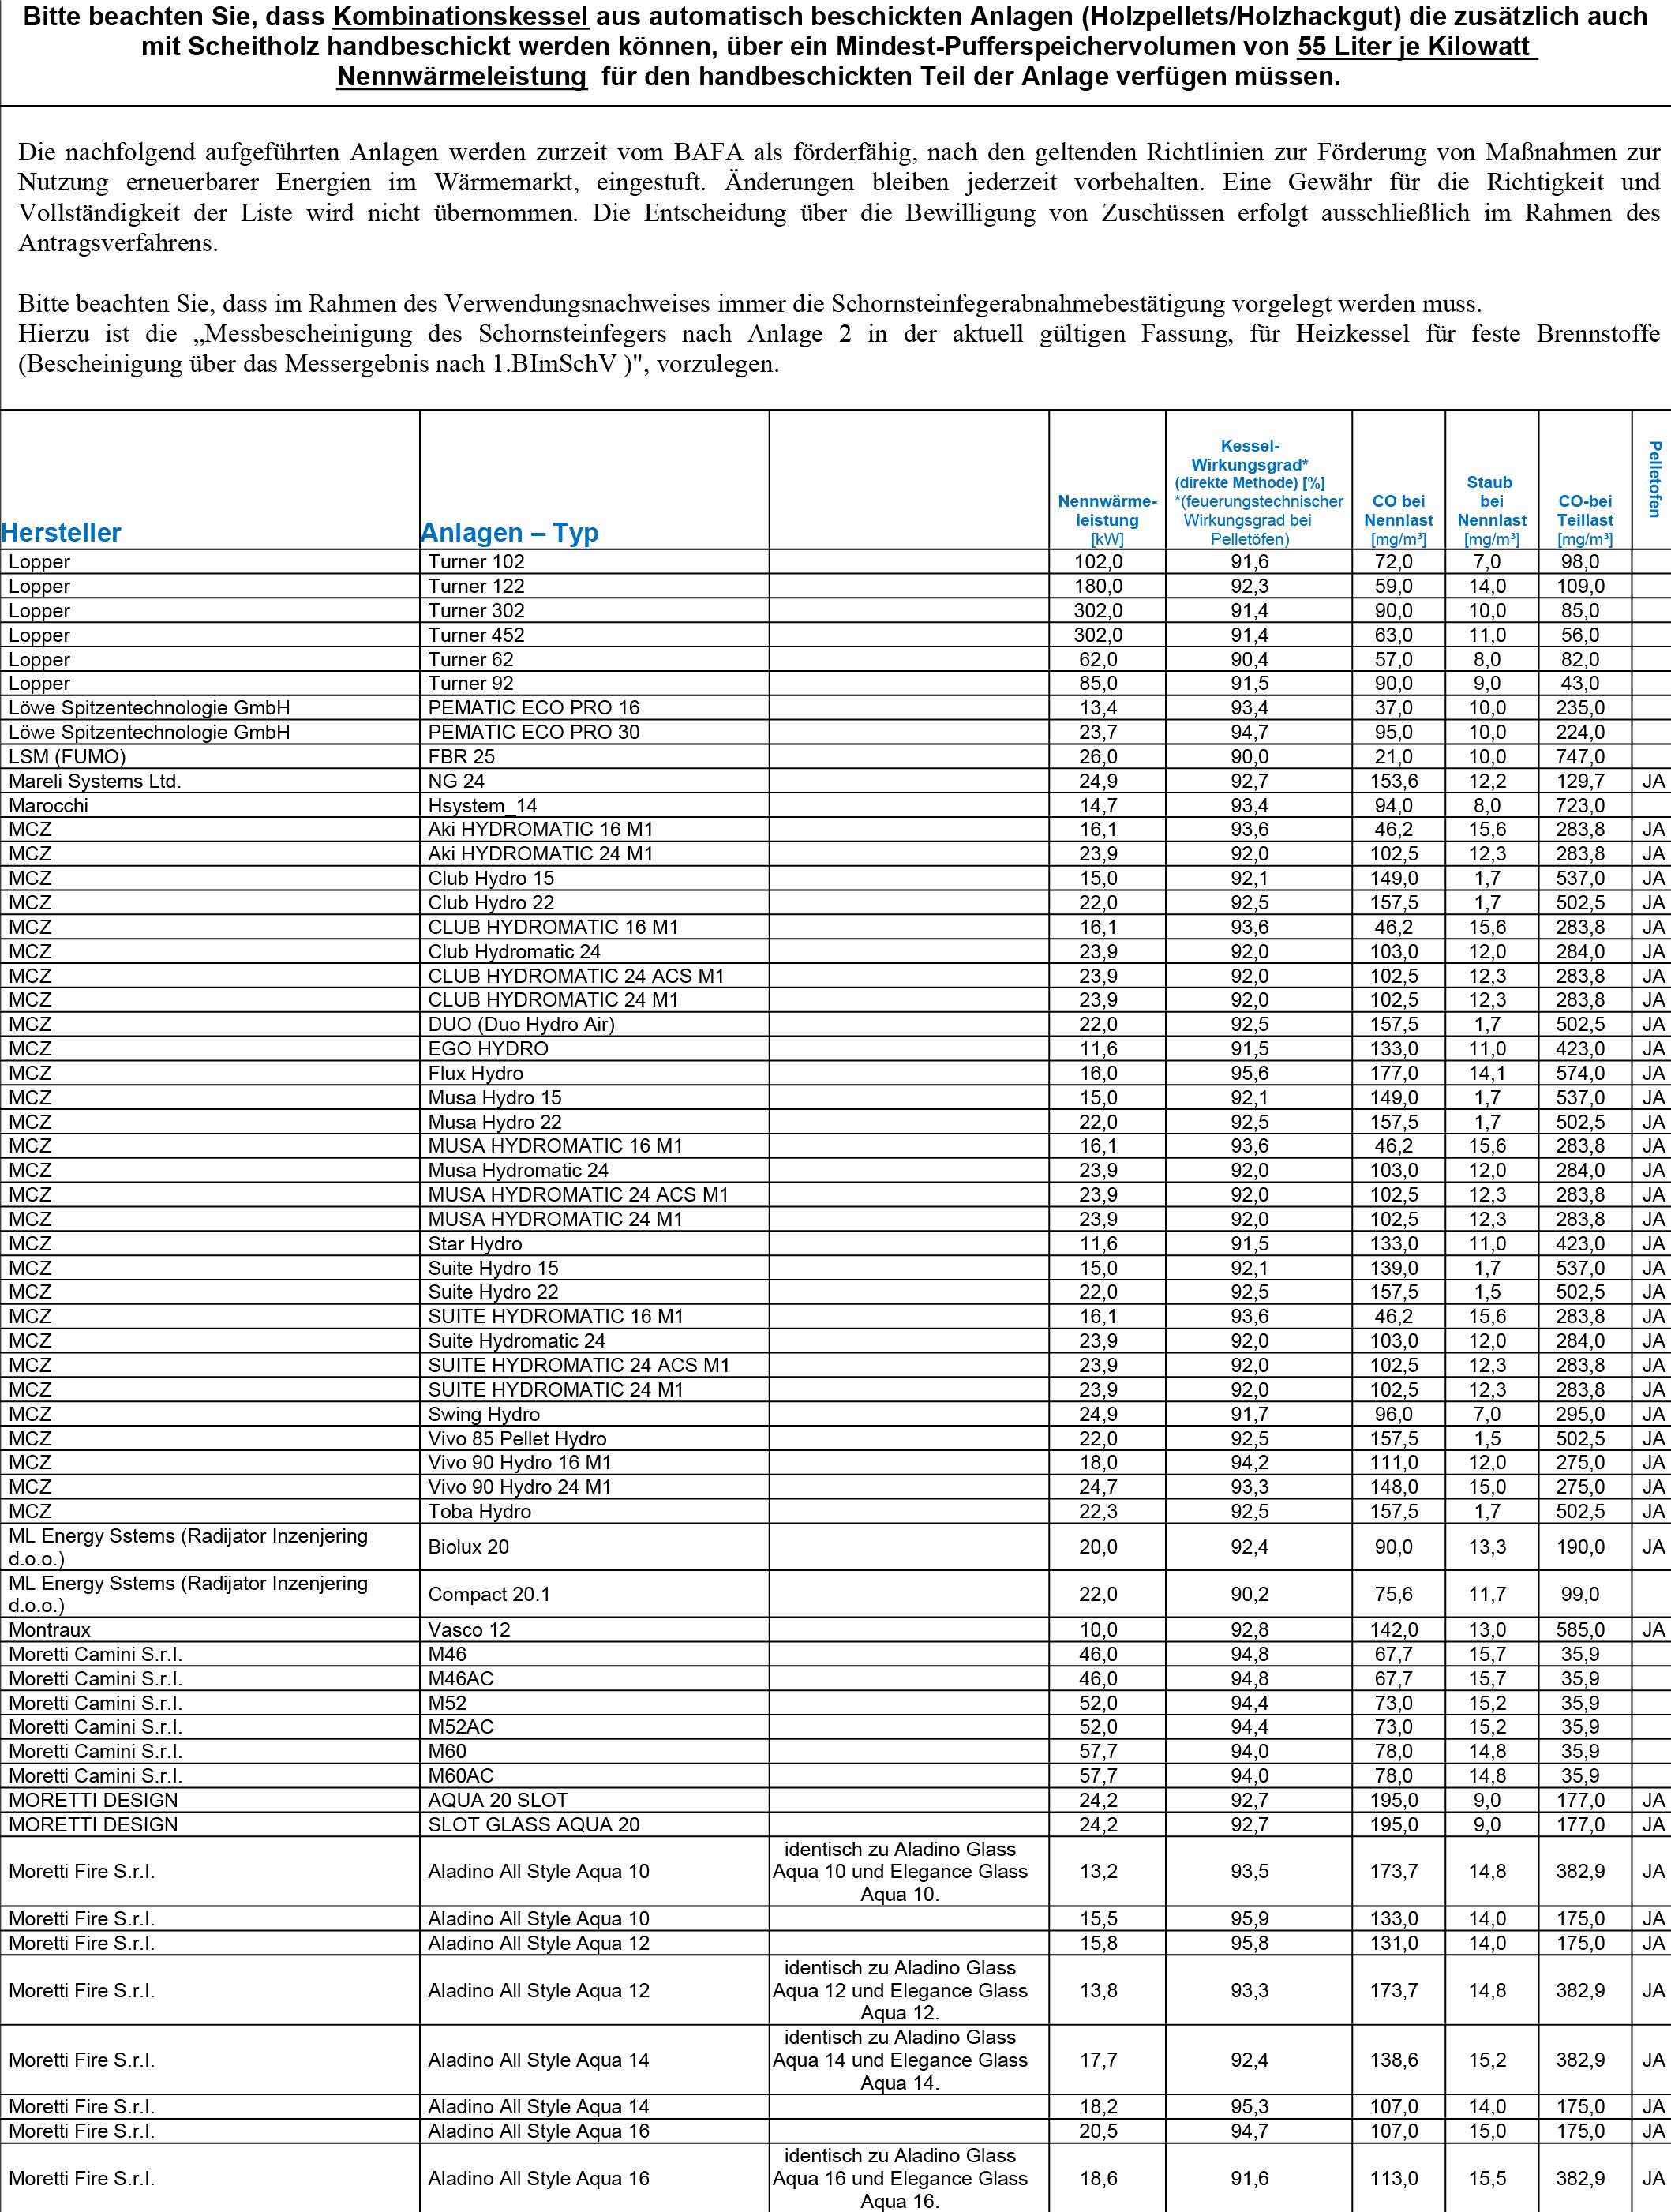 Bitte beachten Sie, dass Kombinationskessel aus automatisch beschickten Anlagen (Holzpellets/Holzhackgut) die zusätzlich auch
mit Scheitholz handbeschickt werden können, über ein Mindest-Pufferspeichervolumen von 55 Liter je Kilowatt
Nennwärmeleistung für den handbeschickten Teil der Anlage verfügen müssen.
Die nachfolgend aufgeführten Anlagen werden zurzeit vom BAFA als förderfähig, nach den geltenden Richtlinien zur Förderung von Maßnahmen zur
Nutzung erneuerbarer Energien im Wärmemarkt, eingestuft. Änderungen bleiben jederzeit vorbehalten. Eine Gewähr für die Richtigkeit und
Vollständigkeit der Liste wird nicht übernommen. Die Entscheidung über die Bewilligung von Zuschüssen erfolgt ausschließlich im Rahmen des
Antragsverfahrens.
Bitte beachten Sie, dass im Rahmen des Verwendungsnachweises immer die Schornsteinfegerabnahmebestätigung vorgelegt werden muss.
Hierzu ist die „Messbescheinigung des Schornsteinfegers nach Anlage 2 in der aktuell gültigen Fassung, für Heizkessel für feste Brennstoffe
(Bescheinigung über das Messergebnis nach 1.BImSchV )", vorzulegen.
Hersteller
Anlagen – Typ
Nennwärme-
leistung
[kW]
Kessel-
Wirkungsgrad*
(direkte Methode) [%]
*(feuerungstechnischer
Wirkungsgrad bei
Pelletöfen)
CO bei
Nennlast
[mg/m³]
Staub
bei
Nennlast
[mg/m³]
CO-bei
Teillast
[mg/m³]
Pelletofen
Lopper Turner 102 102,0 91,6 72,0 7,0 98,0
Lopper Turner 122 180,0 92,3 59,0 14,0 109,0
Lopper Turner 302 302,0 91,4 90,0 10,0 85,0
Lopper Turner 452 302,0 91,4 63,0 11,0 56,0
Lopper Turner 62 62,0 90,4 57,0 8,0 82,0
Lopper Turner 92 85,0 91,5 90,0 9,0 43,0
Löwe Spitzentechnologie GmbH PEMATIC ECO PRO 16 13,4 93,4 37,0 10,0 235,0
Löwe Spitzentechnologie GmbH PEMATIC ECO PRO 30 23,7 94,7 95,0 10,0 224,0
LSM (FUMO) FBR 25 26,0 90,0 21,0 10,0 747,0
Mareli Systems Ltd. NG 24 24,9 92,7 153,6 12,2 129,7 JA
Marocchi Hsystem_14 14,7 93,4 94,0 8,0 723,0
MCZ Aki HYDROMATIC 16 M1 16,1 93,6 46,2 15,6 283,8 JA
MCZ Aki HYDROMATIC 24 M1 23,9 92,0 102,5 12,3 283,8 JA
MCZ Club Hydro 15 15,0 92,1 149,0 1,7 537,0 JA
MCZ Club Hydro 22 22,0 92,5 157,5 1,7 502,5 JA
MCZ CLUB HYDROMATIC 16 M1 16,1 93,6 46,2 15,6 283,8 JA
MCZ Club Hydromatic 24 23,9 92,0 103,0 12,0 284,0 JA
MCZ CLUB HYDROMATIC 24 ACS M1 23,9 92,0 102,5 12,3 283,8 JA
MCZ CLUB HYDROMATIC 24 M1 23,9 92,0 102,5 12,3 283,8 JA
MCZ DUO (Duo Hydro Air) 22,0 92,5 157,5 1,7 502,5 JA
MCZ EGO HYDRO 11,6 91,5 133,0 11,0 423,0 JA
MCZ Flux Hydro 16,0 95,6 177,0 14,1 574,0 JA
MCZ Musa Hydro 15 15,0 92,1 149,0 1,7 537,0 JA
MCZ Musa Hydro 22 22,0 92,5 157,5 1,7 502,5 JA
MCZ MUSA HYDROMATIC 16 M1 16,1 93,6 46,2 15,6 283,8 JA
MCZ Musa Hydromatic 24 23,9 92,0 103,0 12,0 284,0 JA
MCZ MUSA HYDROMATIC 24 ACS M1 23,9 92,0 102,5 12,3 283,8 JA
MCZ MUSA HYDROMATIC 24 M1 23,9 92,0 102,5 12,3 283,8 JA
MCZ Star Hydro 11,6 91,5 133,0 11,0 423,0 JA
MCZ Suite Hydro 15 15,0 92,1 139,0 1,7 537,0 JA
MCZ Suite Hydro 22 22,0 92,5 157,5 1,5 502,5 JA
MCZ SUITE HYDROMATIC 16 M1 16,1 93,6 46,2 15,6 283,8 JA
MCZ Suite Hydromatic 24 23,9 92,0 103,0 12,0 284,0 JA
MCZ SUITE HYDROMATIC 24 ACS M1 23,9 92,0 102,5 12,3 283,8 JA
MCZ SUITE HYDROMATIC 24 M1 23,9 92,0 102,5 12,3 283,8 JA
MCZ Swing Hydro 24,9 91,7 96,0 7,0 295,0 JA
MCZ Vivo 85 Pellet Hydro 22,0 92,5 157,5 1,5 502,5 JA
MCZ Vivo 90 Hydro 16 M1 18,0 94,2 111,0 12,0 275,0 JA
MCZ Vivo 90 Hydro 24 M1 24,7 93,3 148,0 15,0 275,0 JA
MCZ Toba Hydro 22,3 92,5 157,5 1,7 502,5 JA
ML Energy Sstems (Radijator Inzenjering
d.o.o.) Biolux 20 20,0 92,4 90,0 13,3 190,0 JA
ML Energy Sstems (Radijator Inzenjering
d.o.o.) Compact 20.1 22,0 90,2 75,6 11,7 99,0
Montraux Vasco 12 10,0 92,8 142,0 13,0 585,0 JA
Moretti Camini S.r.l. M46 46,0 94,8 67,7 15,7 35,9
Moretti Camini S.r.l. M46AC 46,0 94,8 67,7 15,7 35,9
Moretti Camini S.r.l. M52 52,0 94,4 73,0 15,2 35,9
Moretti Camini S.r.l. M52AC 52,0 94,4 73,0 15,2 35,9
Moretti Camini S.r.l. M60 57,7 94,0 78,0 14,8 35,9
Moretti Camini S.r.l. M60AC 57,7 94,0 78,0 14,8 35,9
MORETTI DESIGN AQUA 20 SLOT 24,2 92,7 195,0 9,0 177,0 JA
MORETTI DESIGN SLOT GLASS AQUA 20 24,2 92,7 195,0 9,0 177,0 JA
identisch zu Aladino Glass
Moretti Fire S.r.l. Aladino All Style Aqua 10 Aqua 10 und Elegance Glass 13,2 93,5 173,7 14,8 382,9 JA
Aqua 10.
Moretti Fire S.r.l. Aladino All Style Aqua 10 15,5 95,9 133,0 14,0 175,0 JA
Moretti Fire S.r.l. Aladino All Style Aqua 12 15,8 95,8 131,0 14,0 175,0 JA
identisch zu Aladino Glass
Moretti Fire S.r.l. Aladino All Style Aqua 12 Aqua 12 und Elegance Glass 13,8 93,3 173,7 14,8 382,9 JA
Aqua 12.
identisch zu Aladino Glass
Moretti Fire S.r.l. Aladino All Style Aqua 14 Aqua 14 und Elegance Glass 17,7 92,4 138,6 15,2 382,9 JA
Aqua 14.
Moretti Fire S.r.l. Aladino All Style Aqua 14 18,2 95,3 107,0 14,0 175,0 JA
Moretti Fire S.r.l. Aladino All Style Aqua 16 20,5 94,7 107,0 15,0 175,0 JA
identisch zu Aladino Glass
Moretti Fire S.r.l. Aladino All Style Aqua 16 Aqua 16 und Elegance Glass 18,6 91,6 113,0 15,5 382,9 JA
Aqua 16.